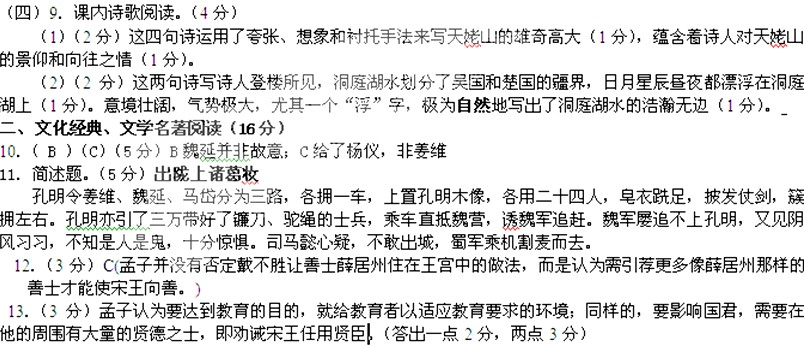 （四）9．课内诗歌阅读。（4 分）
（1）（2 分）这四句诗运用了夸张、想象和衬托手法来写天姥山的雄奇高大（1 分），蕴含着诗人对天姥山
的景仰和向往之情（1 分）。
（2）（2 分）这两句诗写诗人登楼所见，洞庭湖水划分了吴国和楚国的疆界，日月星辰昼夜都漂浮在洞庭
湖上（1 分）。意境壮阔，气势极大，尤其一个“浮”字，极为自然地写出了洞庭湖水的浩瀚无边（1 分）。
二、文化经典、文学名著阅读（16 分）
10．（ B ）（C）（5 分）B 魏延并非故意；C 给了杨仪，非姜维
11．简述题。（5 分）出陇上诸葛妆
孔明令姜维、魏延、马岱分为三路，各拥一车，上置孔明木像，各用二十四人，皂衣跣足，披发仗剑，簇
拥左右。孔明亦引了三万带好了镰刀、驼绳的士兵，乘车直抵魏营，诱魏军追赶。魏军屡追不上孔明，又见阴
风习习，不知是人是鬼，十分惊惧。司马懿心疑，不敢出城，蜀军乘机割麦而去。
12．（3 分）C(孟子并没有否定戴不胜让善士薛居州住在王宫中的做法，而是认为需引荐更多像薛居州那样的
善士才能使宋王向善。)
13．（3 分）孟子认为要达到教育的目的，就给教育者以适应教育要求的环境；同样的，要影响国君，需要在
他的周围有大量的贤德之士，即劝诫宋王任用贤臣。（答出一点 2 分，两点 3 分）